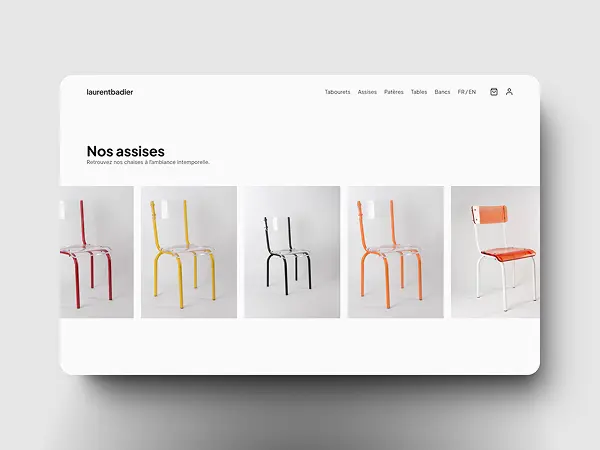 laurentbadier
Tabourets Assises Patères Tables Bancs FR/EN
Nos assises
Retrouvez nos chaises à l'ambiance intemporelle.